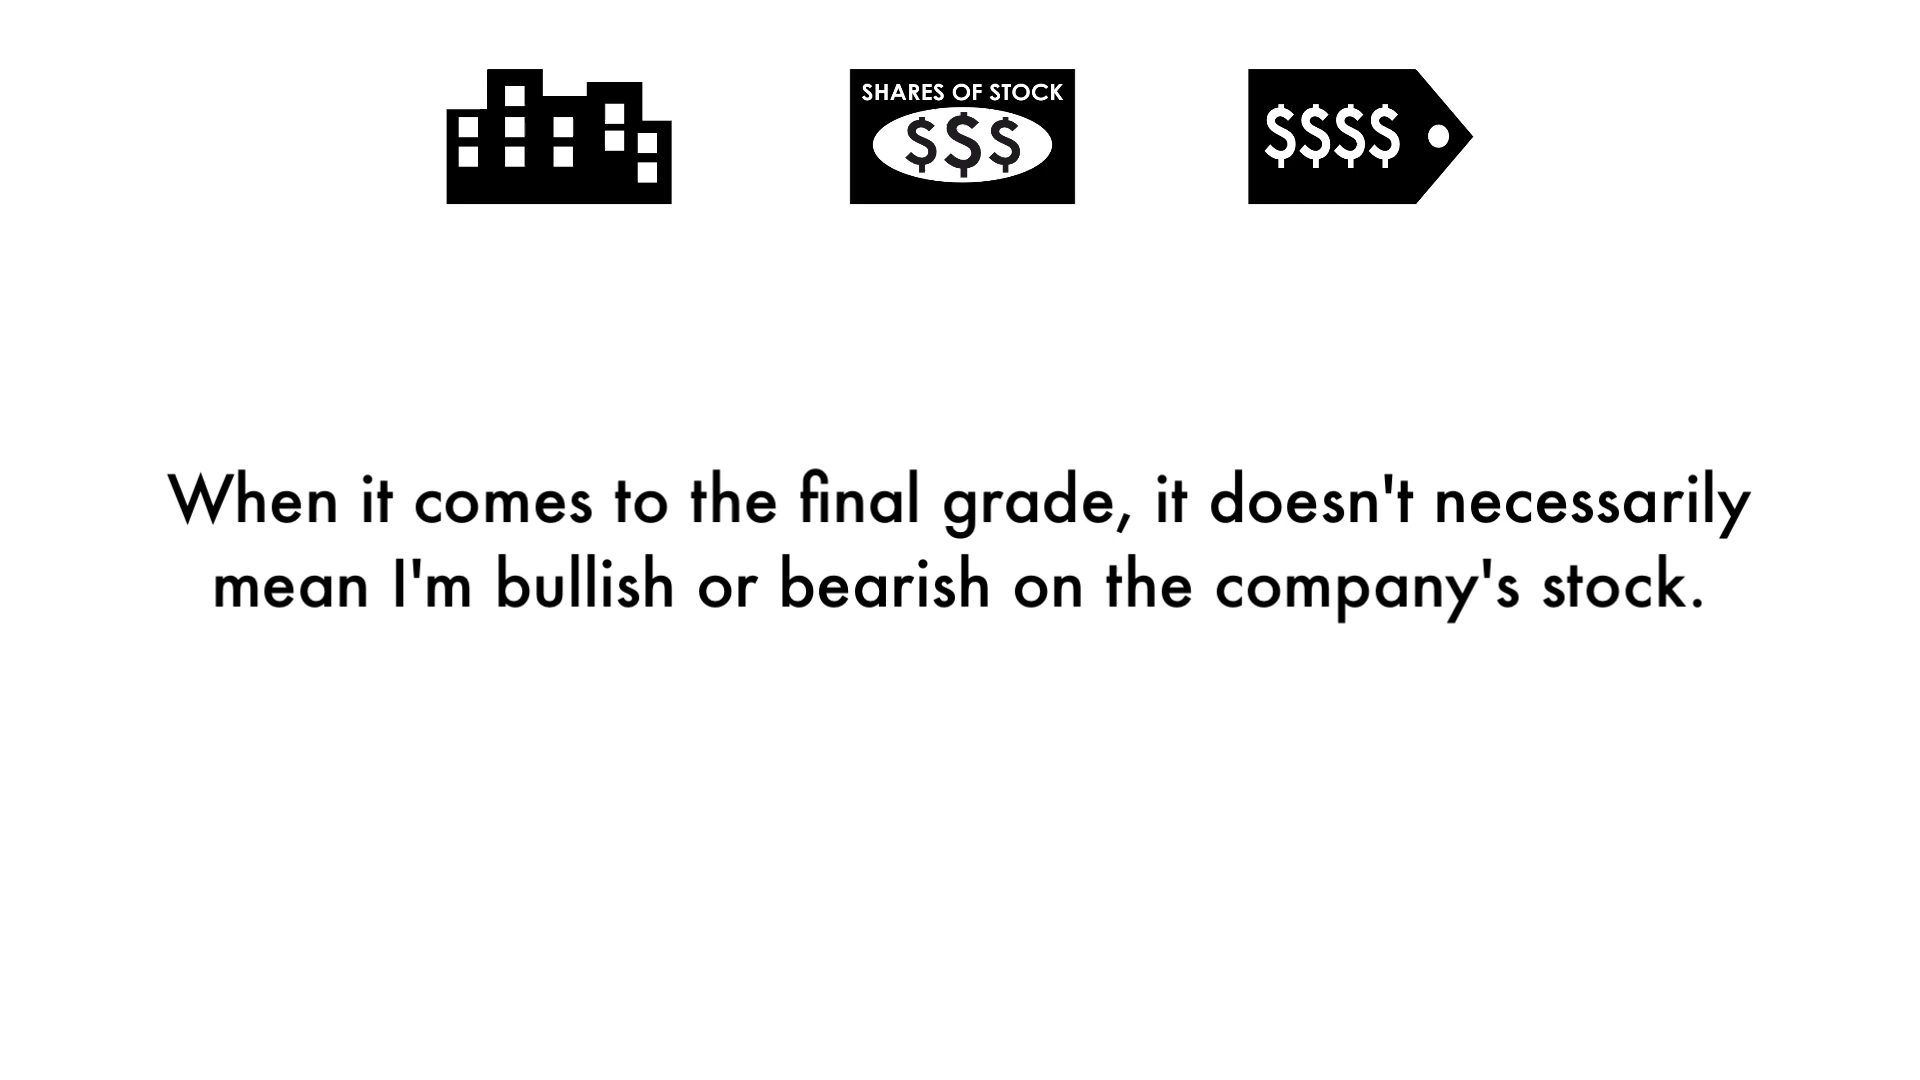 SHARES OF STOCK
$$$
$$$$
When it comes to the final grade, it doesn't necessarily
mean I'm bullish or bearish on the company's stock.